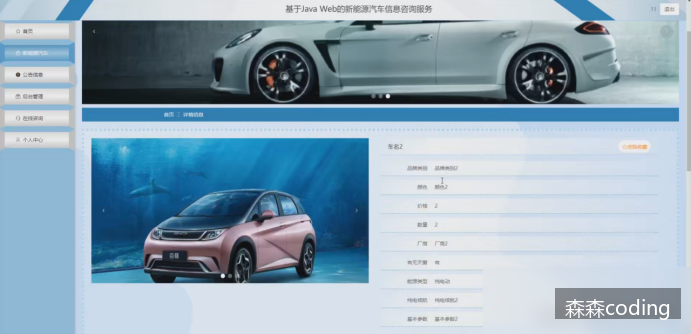 基于Java Web的新能源汽车信息咨询服务
退出
首页
新能源汽车
公告信息
后台管理
在线咨询
个人中心
首页 | 详情信息
车名2
点我收藏
品牌类别 品牌类别2
颜色 颜色2
价格 2
数量 2
厂商 厂商2
有无天窗 有
能源类型 纯电动
纯电续航 纯电续航2
基本参数 基本参数2
森森coding